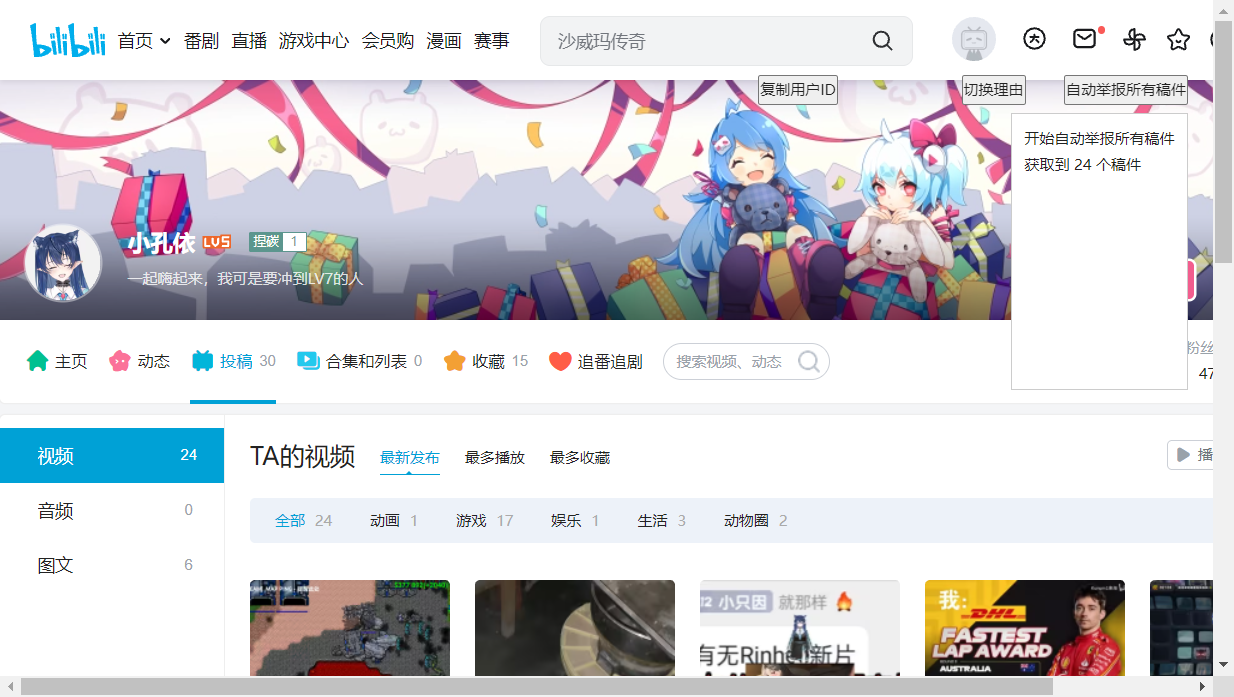 bilibili
首页 番剧 直播 游戏中心 会员购 漫画 赛事
沙威玛传奇
复制用户ID
切换理由
自动举报所有稿件
开始自动举报所有稿件
获取到 24 个稿件
小孔依 LV5 捏碳 1
一起嗨起来，我可是要冲到LV7的人
主页 动态 投稿 30 合集和列表 0 收藏 15 追番追剧
搜索视频、动态
粉丝
47
视频 24
音频 0
图文 6
TA的视频 最新发布 最多播放 最多收藏
播
全部 24 动画 1 游戏 17 娱乐 1 生活 3 动物圈 2
12 小只因 就那样
有无Rinhe新片
我:
DHL
FASTEST
LAP AWARD
AUSTRALIA